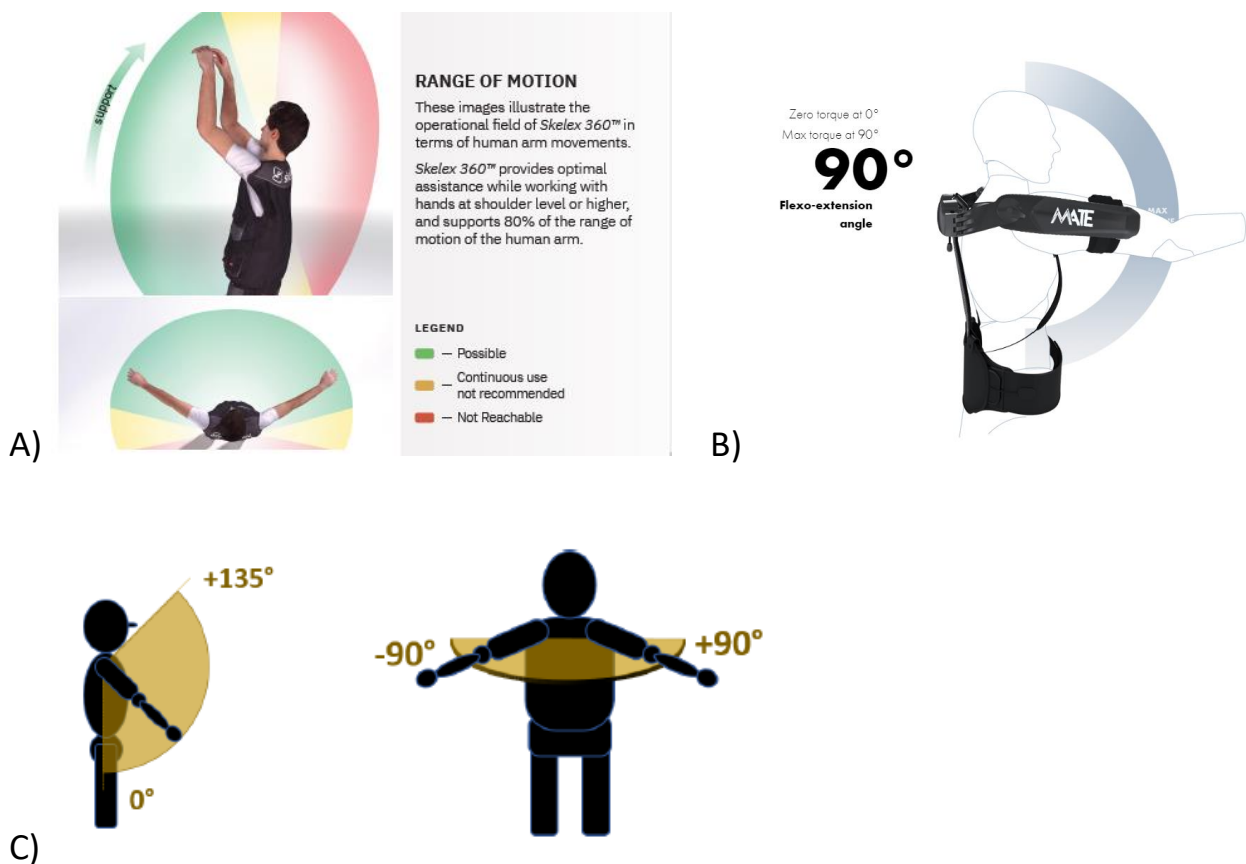 support
RANGE OF MOTION
These images illustrate the
operational field of Skelex 360™ in
terms of human arm movements.
Skelex 360™ provides optimal
assistance while working with
hands at shoulder level or higher,
and supports 80% of the range of
motion of the human arm.
LEGEND
— Possible
— Continuous use
not recommended
— Not Reachable
A)
Zero torque at 0°
Max torque at 90°
90°
Flexo-extension
angle
MATE
MAX
B)
+135°
0°
-90°
+90°
C)